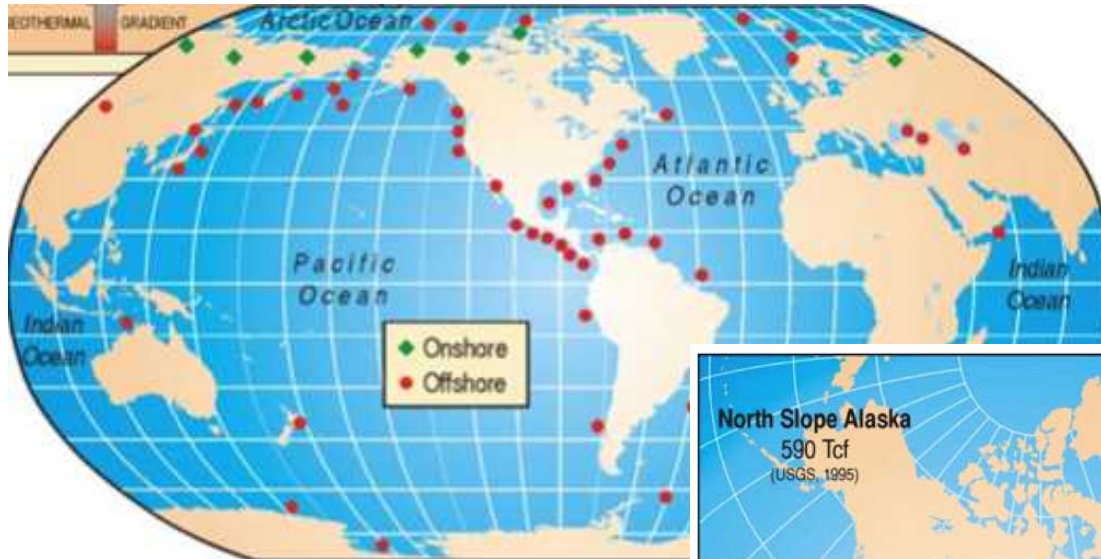 GEOTHERMAL GRADIENT
Arctic Ocean
Atlantic
Ocean
Pacific
Ocean
Indian
Ocean
Indian
Ocean
Onshore
Offshore
North Slope Alaska
590 Tcf
(USGS, 1995)